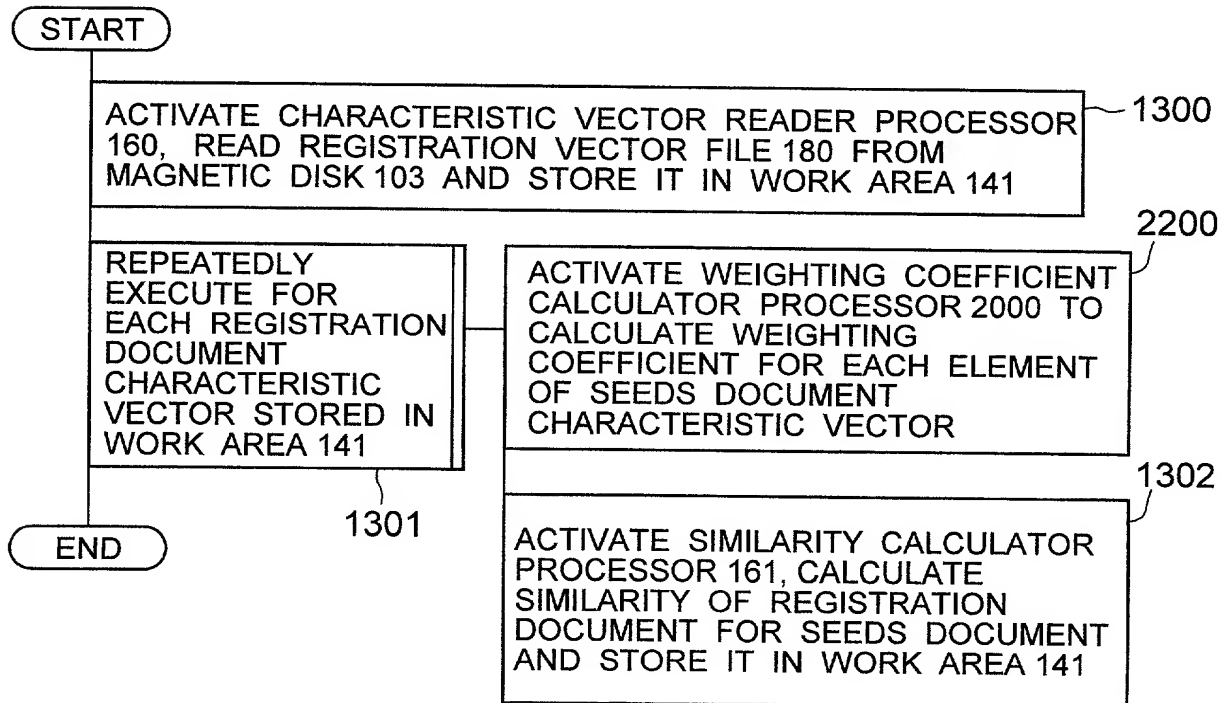 START
ACTIVATE CHARACTERISTIC VECTOR READER PROCESSOR
160, READ REGISTRATION VECTOR FILE 180 FROM
MAGNETIC DISK 103 AND STORE IT IN WORK AREA 141
1300
REPEATEDLY
EXECUTE FOR
EACH REGISTRATION
DOCUMENT
CHARACTERISTIC
VECTOR STORED IN
WORK AREA 141
1301
2200
ACTIVATE WEIGHTING COEFFICIENT
CALCULATOR PROCESSOR 2000 TO
CALCULATE WEIGHTING
COEFFICIENT FOR EACH ELEMENT
OF SEEDS DOCUMENT
CHARACTERISTIC VECTOR
1302
ACTIVATE SIMILARITY CALCULATOR
PROCESSOR 161, CALCULATE
SIMILARITY OF REGISTRATION
DOCUMENT FOR SEEDS DOCUMENT
AND STORE IT IN WORK AREA 141
END